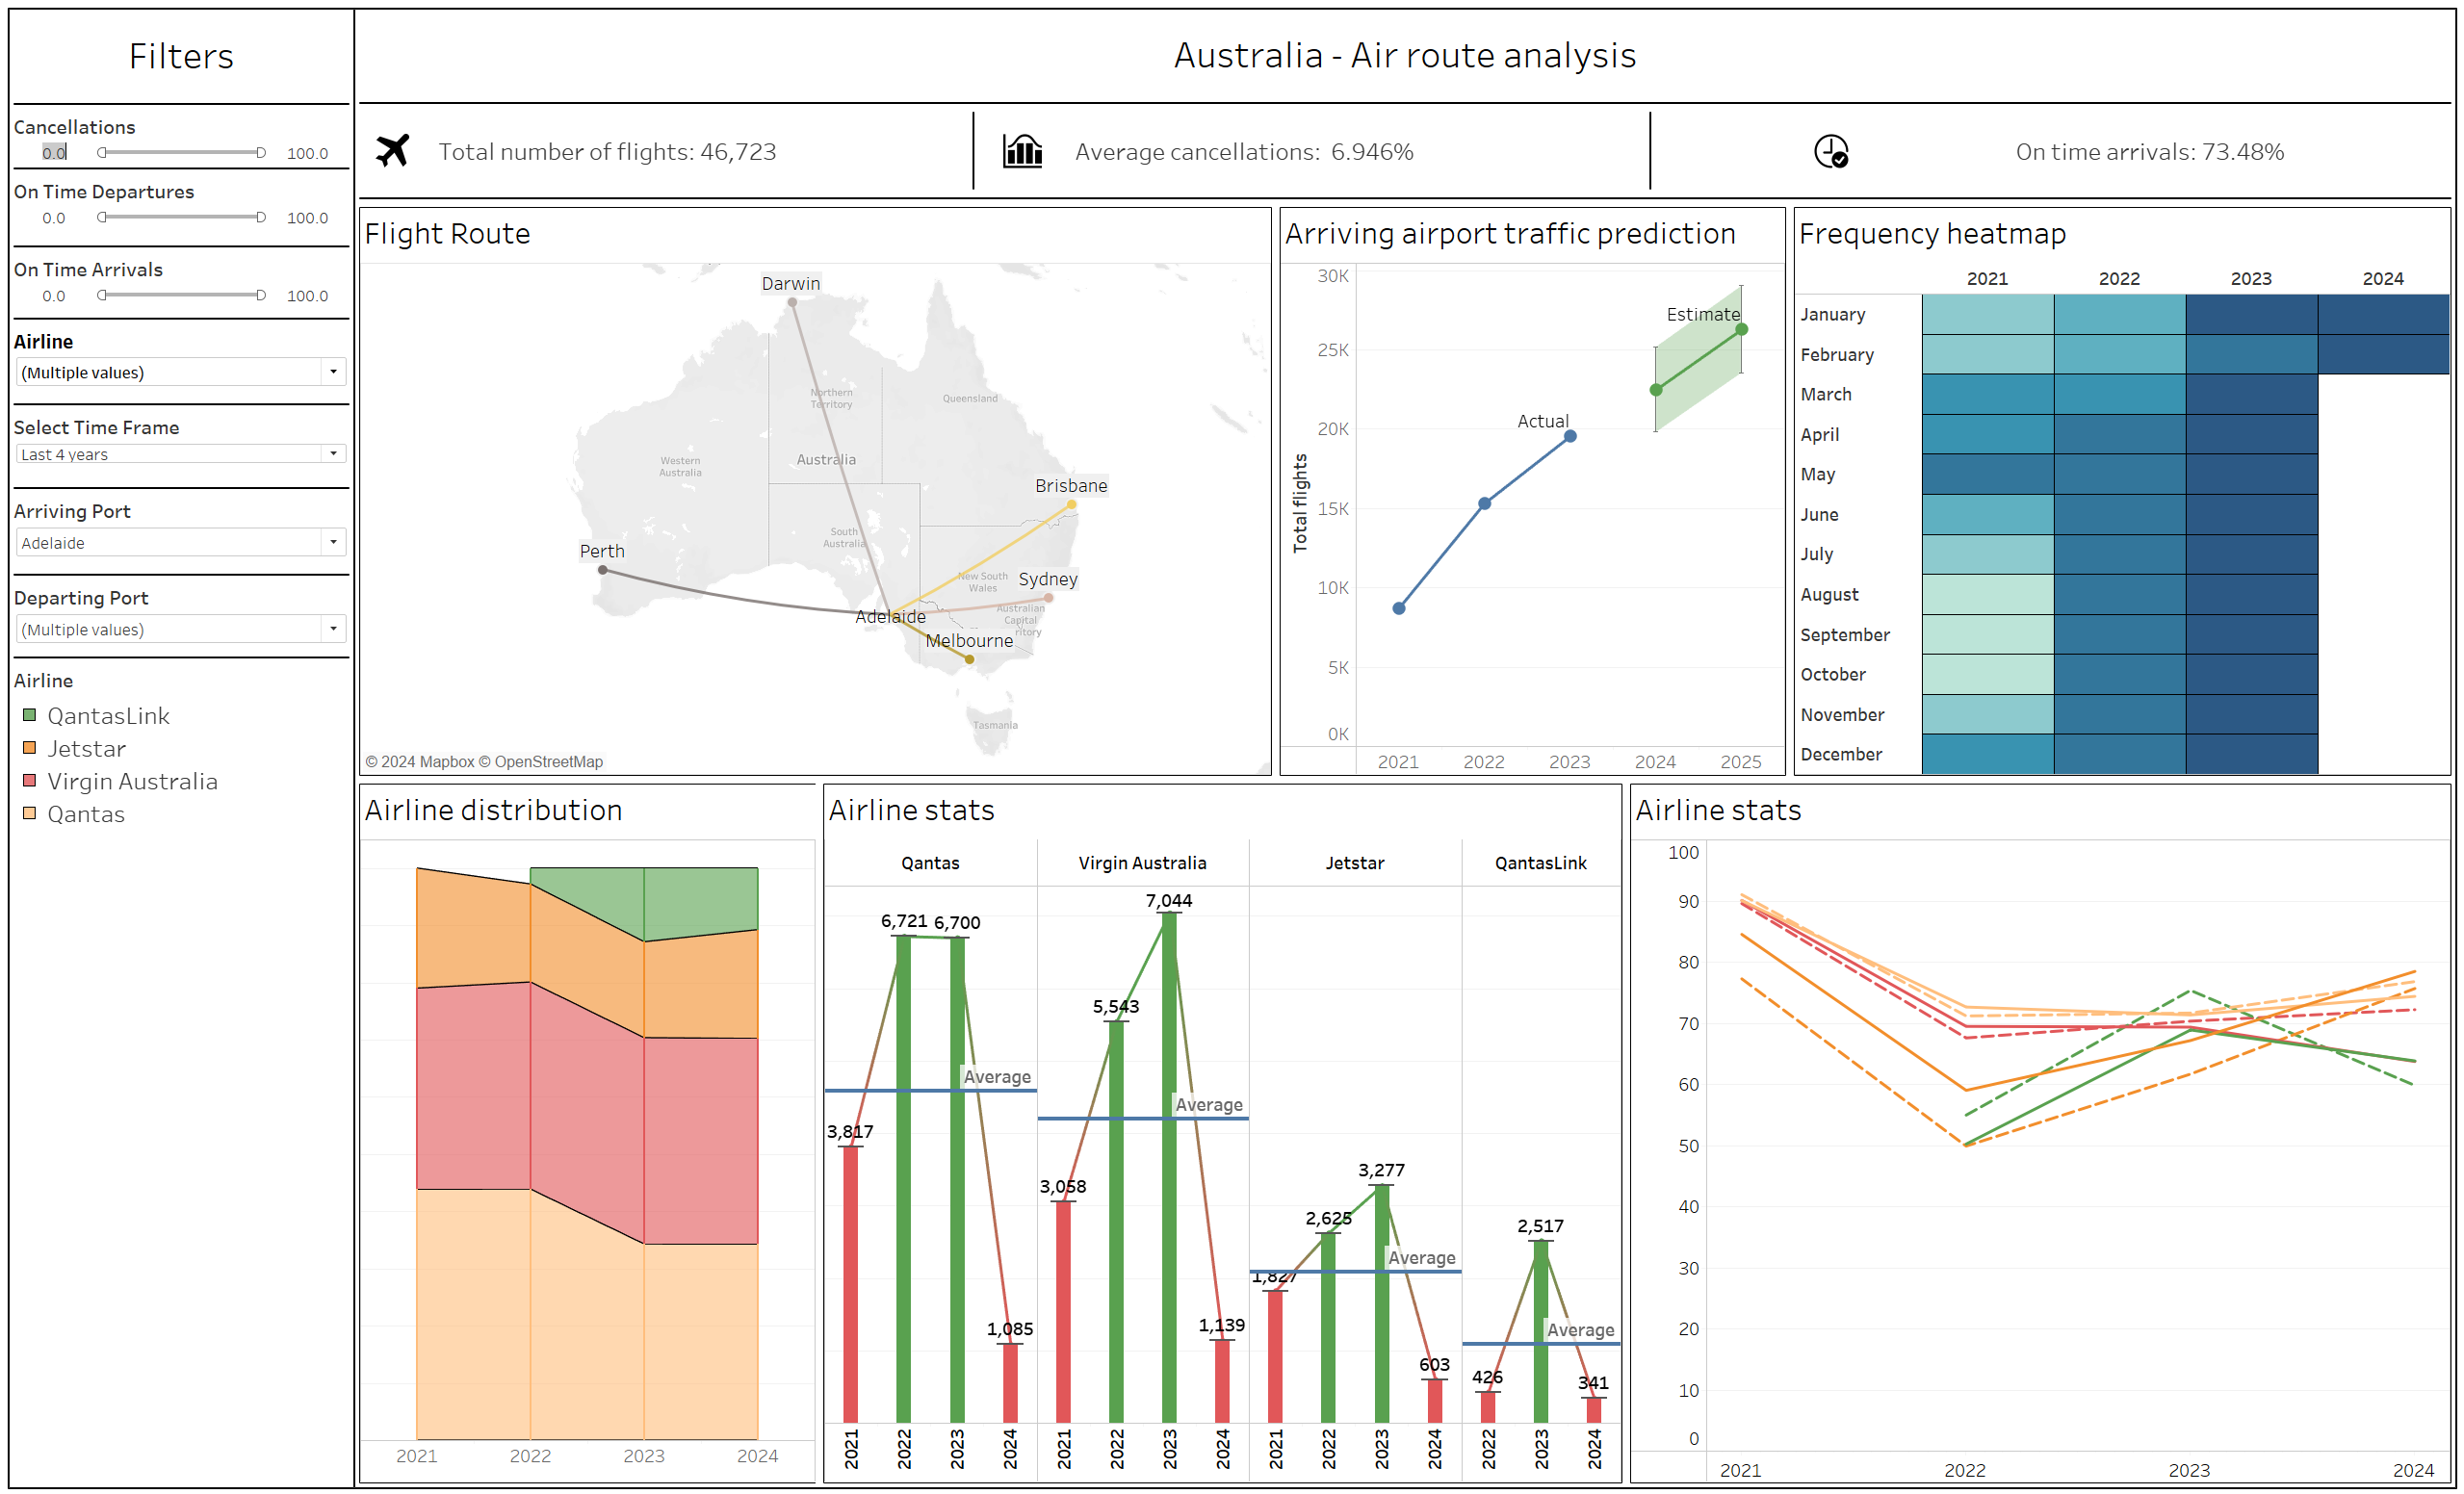 Filters
Cancellations
0.0 100.0
On Time Departures
0.0 100.0
On Time Arrivals
0.0 100.0
Airline
(Multiple values)
Select Time Frame
Last 4 years
Arriving Port
Adelaide
Departing Port
(Multiple values)
Airline
QantasLink
Jetstar
Virgin Australia
Qantas
Australia - Air route analysis
Total number of flights: 46,723
Average cancellations: 6.946%
On time arrivals: 73.48%
Flight Route
Darwin
Northern
Territory
Queensland
Western
Australia
Australia
Brisbane
South
Australia
Perth
New South
Wales
Sydney
Australian
Capital
ritory
Adelaide
Melbourne
Tasmania
© 2024 Mapbox © OpenStreetMap
Arriving airport traffic prediction
Total flights
30K
25K
20K
15K
10K
5K
0K
Estimate
Actual
2021 2022 2023 2024 2025
Frequency heatmap
2021 2022 2023 2024
January
February
March
April
May
June
July
August
September
October
November
December
Airline distribution
2021 2022 2023 2024
Airline stats
Qantas Virgin Australia Jetstar QantasLink
3,817 6,721 6,700 1,085
Average
3,058 5,543 7,044 1,139
Average
1,827 2,625 3,277 603
Average
426 2,517 341
Average
2021 2022 2023 2024 2021 2022 2023 2024 2021 2022 2023 2024 2022 2023 2024
Airline stats
100
90
80
70
60
50
40
30
20
10
0
2021 2022 2023 2024